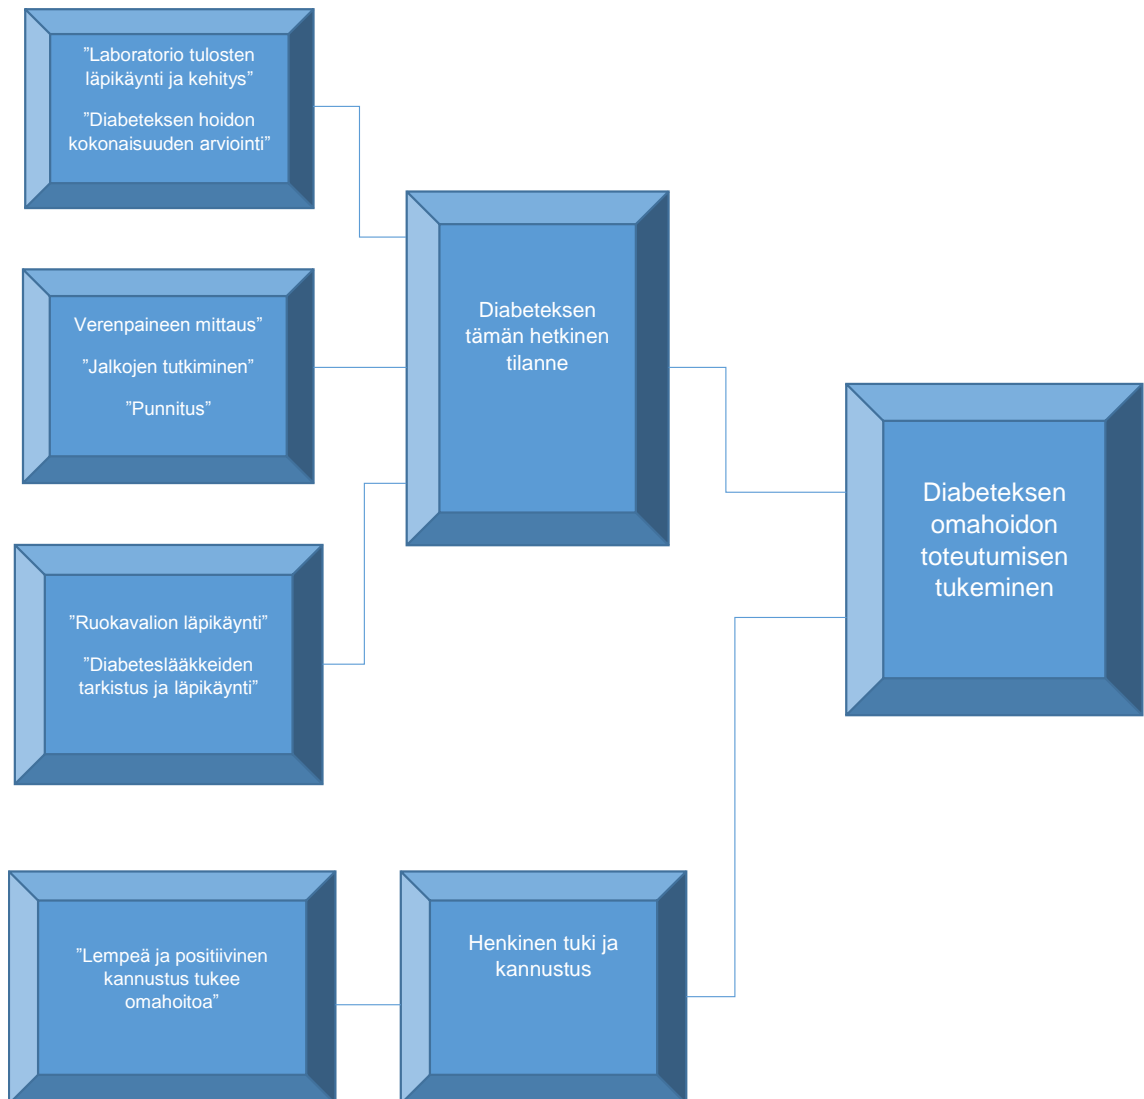 ”Laboratorio tulosten
läpikäynti ja kehitys”
”Diabeteksen hoidon
kokonaisuuden arviointi”
Verenpaineen mittaus”
”Jalkojen tutkiminen”
”Punnitus”
”Ruokavalion läpikäynti”
”Diabeteslääkkeiden
tarkistus ja läpikäynti”
”Lempeä ja positiivinen
kannustus tukee
omahoitoa”
Diabeteksen
tämän hetkinen
tilanne
Henkinen tuki ja
kannustus
Diabeteksen
omahoidon
toteutumisen
tukeminen